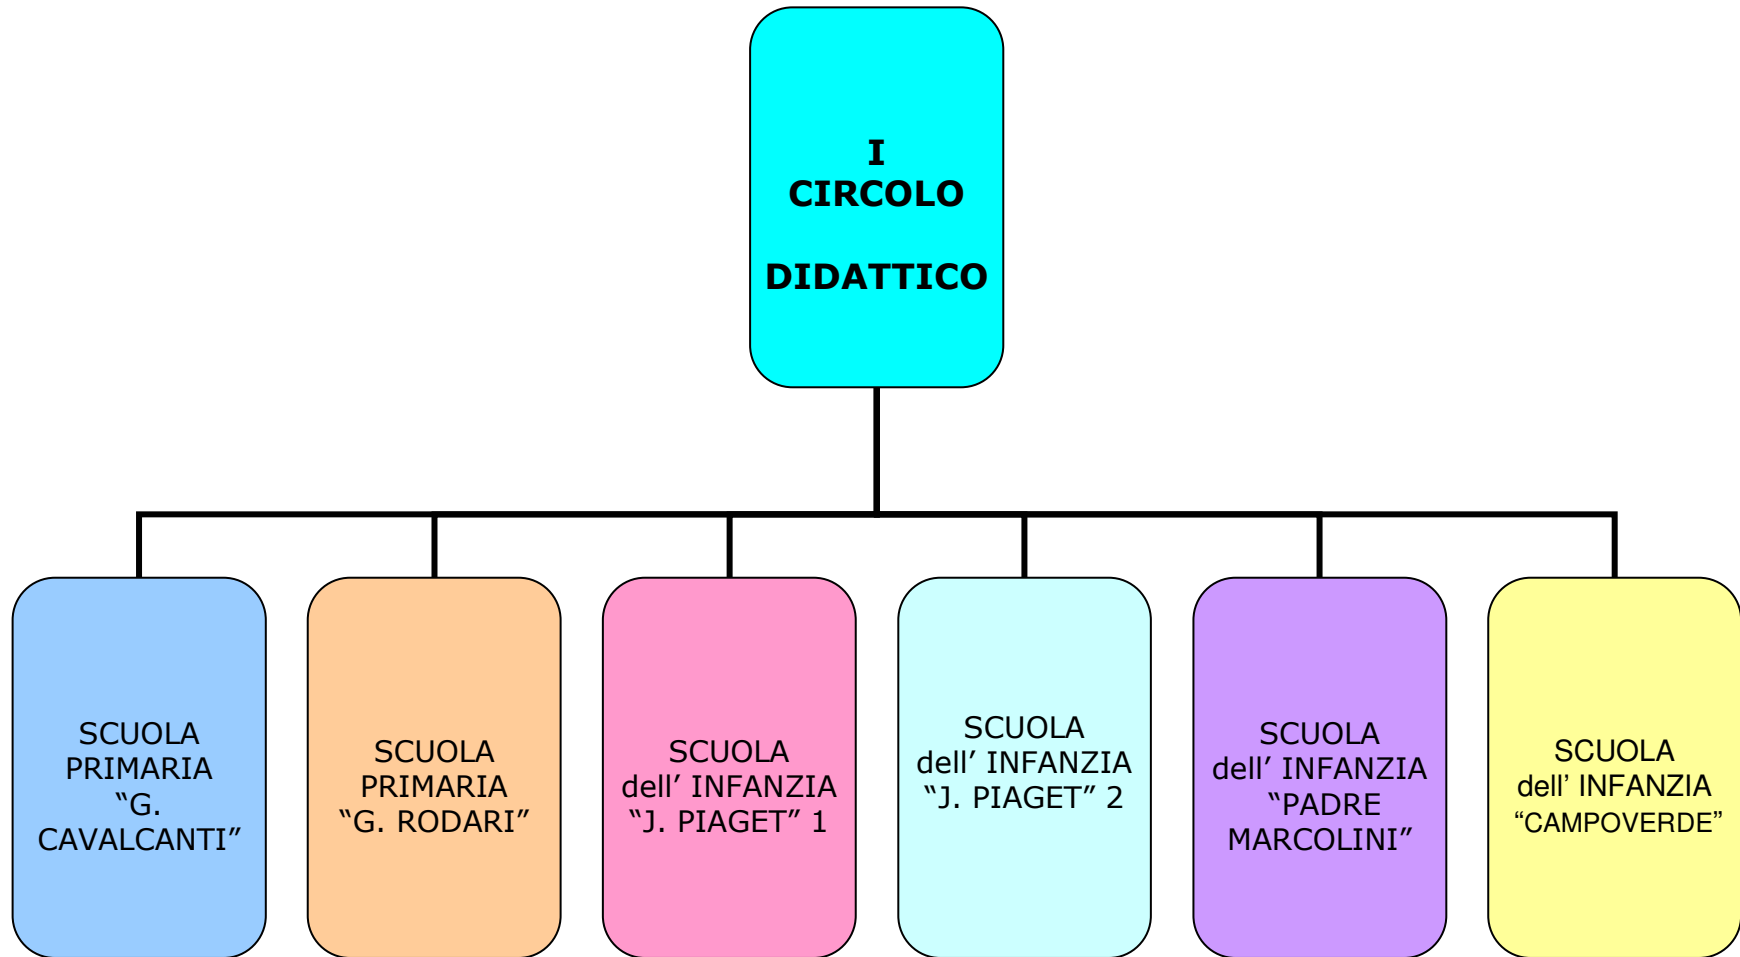 I
CIRCOLO
DIDATTICO
SCUOLA
PRIMARIA
“G.
CAVALCANTI”
SCUOLA
PRIMARIA
“G. RODARI”
SCUOLA
dell’ INFANZIA
“J. PIAGET” 1
SCUOLA
dell’ INFANZIA
“J. PIAGET” 2
SCUOLA
dell’ INFANZIA
“PADRE
MARCOLINI”
SCUOLA
dell’ INFANZIA
“CAMPOVERDE”